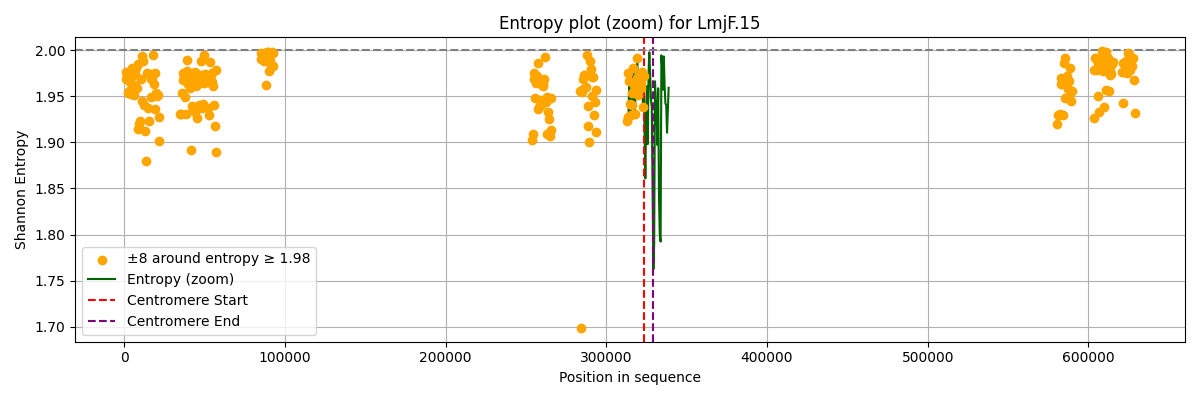 Entropy plot (zoom) for LmjF.15
Shannon Entropy
2.00
1.95
1.90
1.85
1.80
1.75
1.70
±8 around entropy ≥ 1.98
Entropy (zoom)
Centromere Start
Centromere End
0
100000
200000
300000
400000
500000
600000
Position in sequence